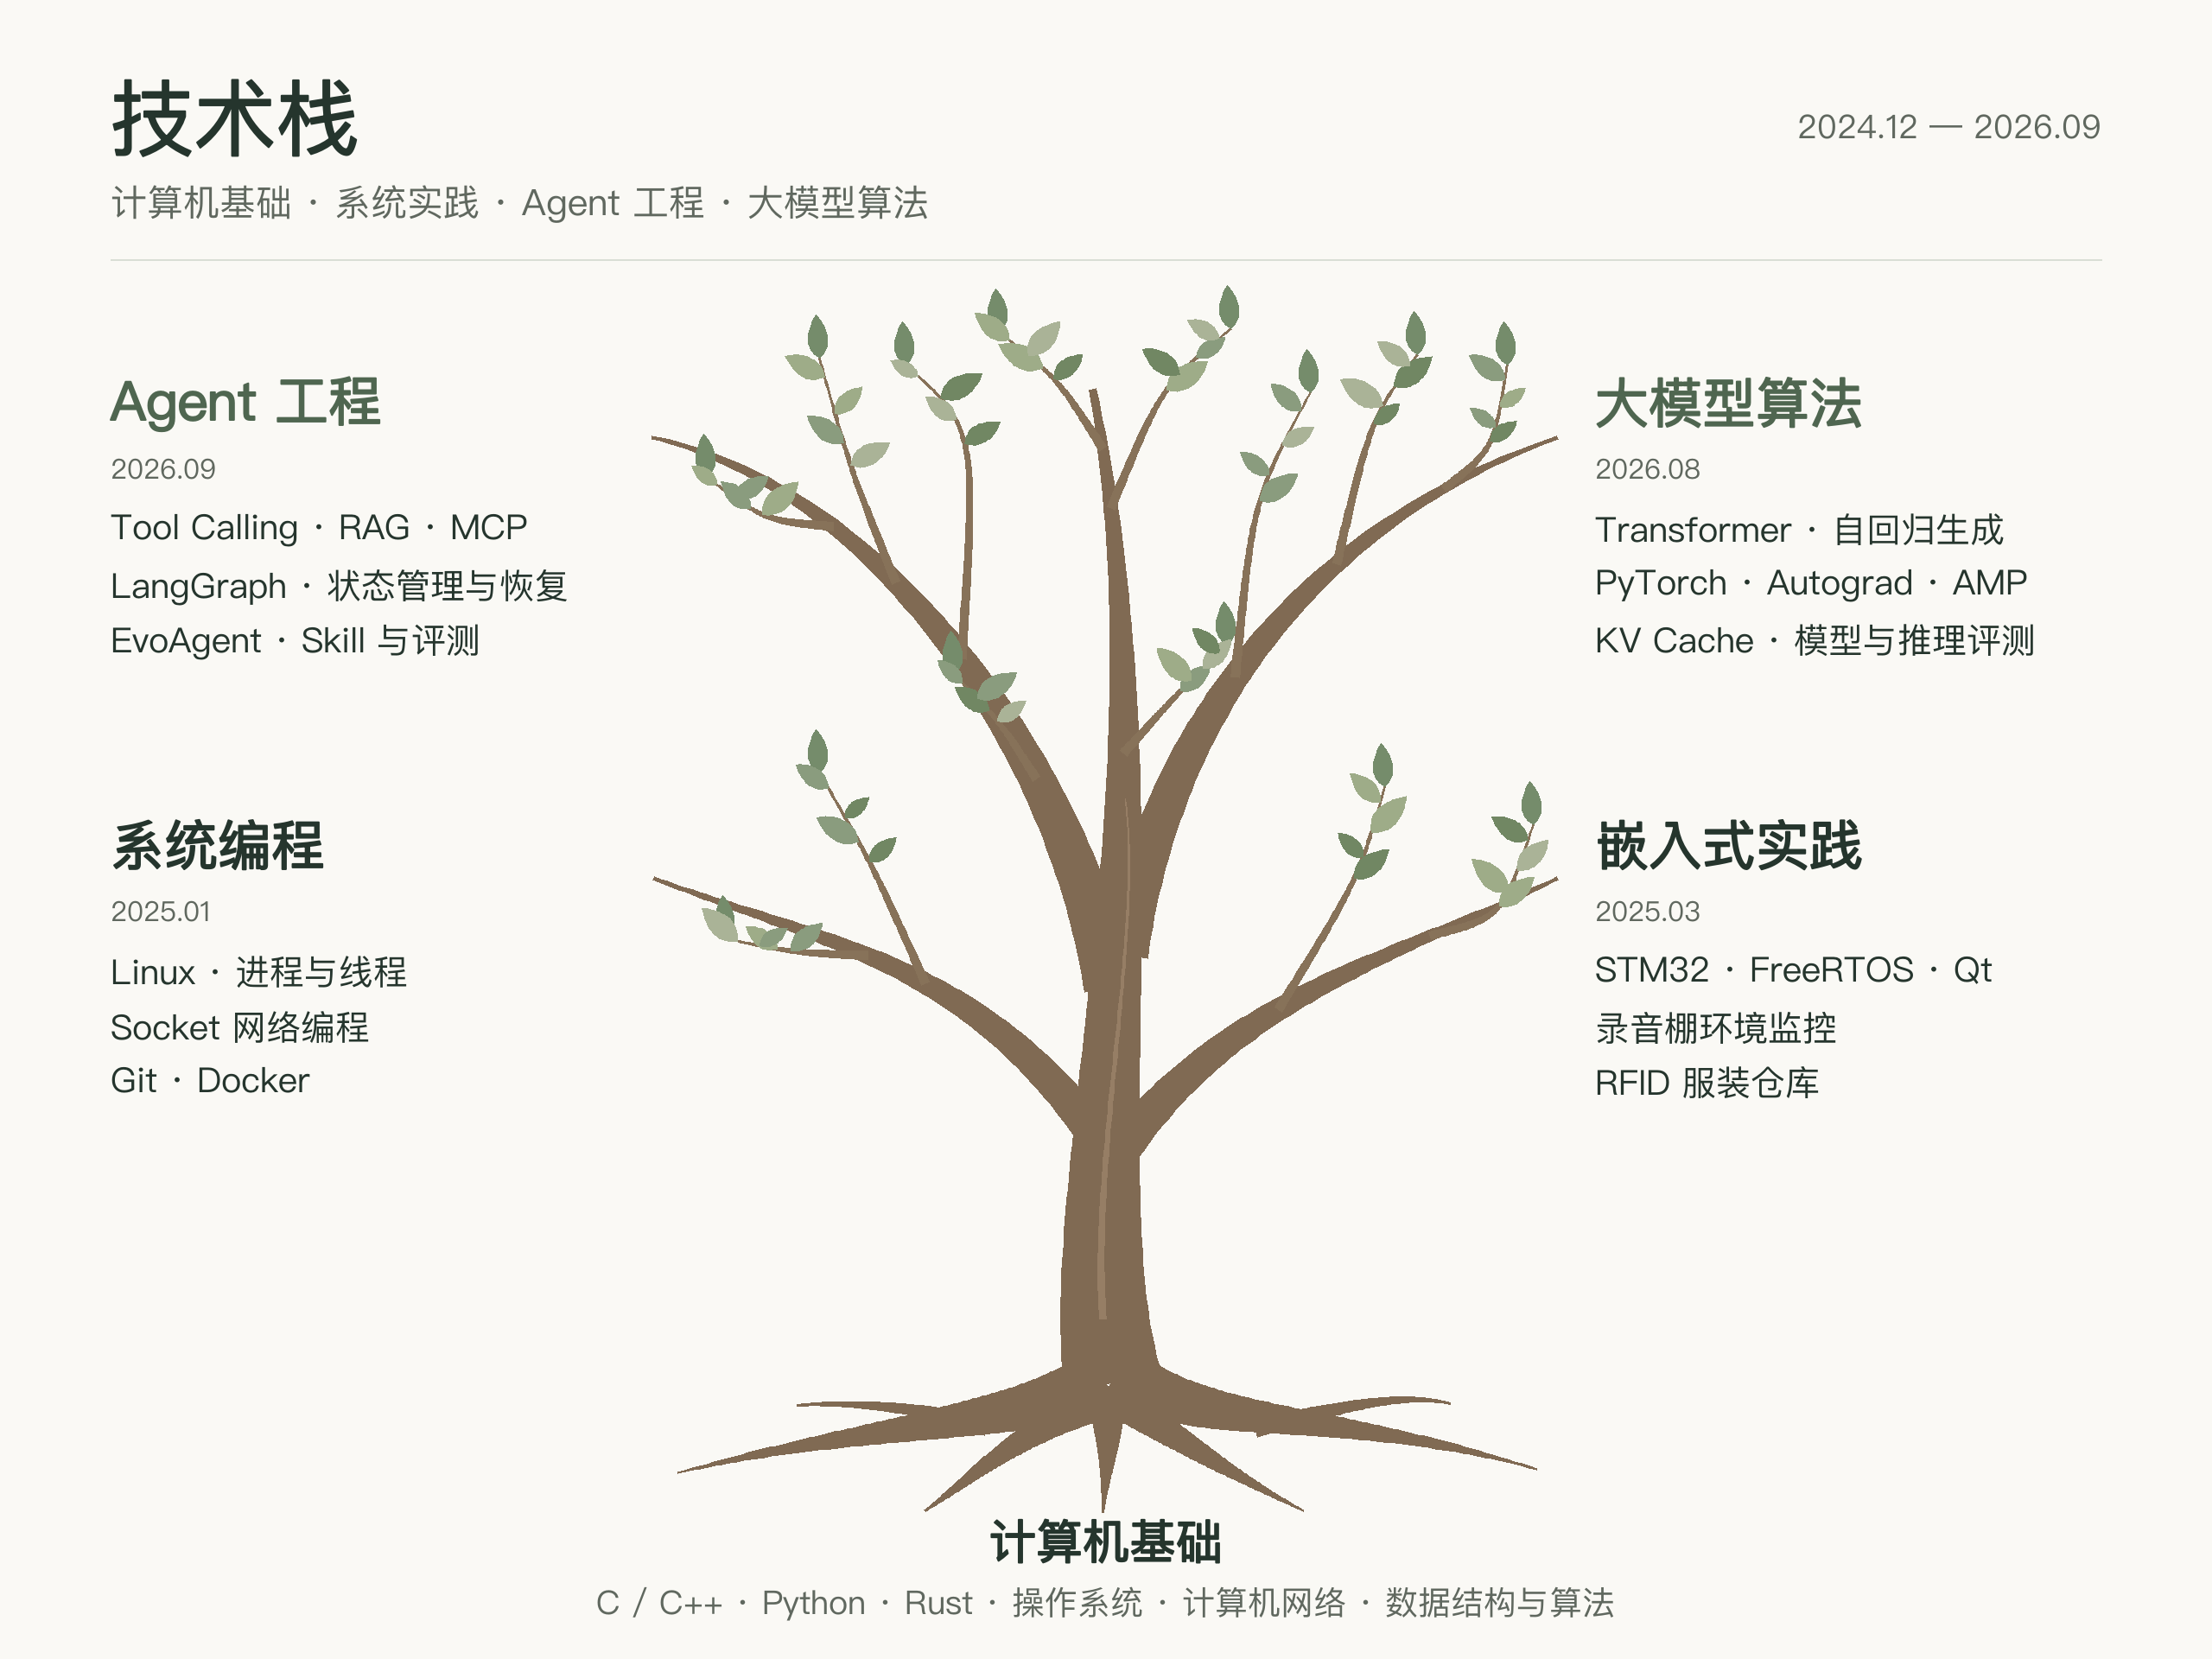 技术栈
2024.12 — 2026.09
计算机基础 · 系统实践 · Agent 工程 · 大模型算法
Agent 工程
2026.09
Tool Calling · RAG · MCP
LangGraph · 状态管理与恢复
EvoAgent · Skill 与评测
大模型算法
2026.08
Transformer · 自回归生成
PyTorch · Autograd · AMP
KV Cache · 模型与推理评测
系统编程
2025.01
Linux · 进程与线程
Socket 网络编程
Git · Docker
嵌入式实践
2025.03
STM32 · FreeRTOS · Qt
录音棚环境监控
RFID 服装仓库
计算机基础
C / C++ · Python · Rust · 操作系统 · 计算机网络 · 数据结构与算法